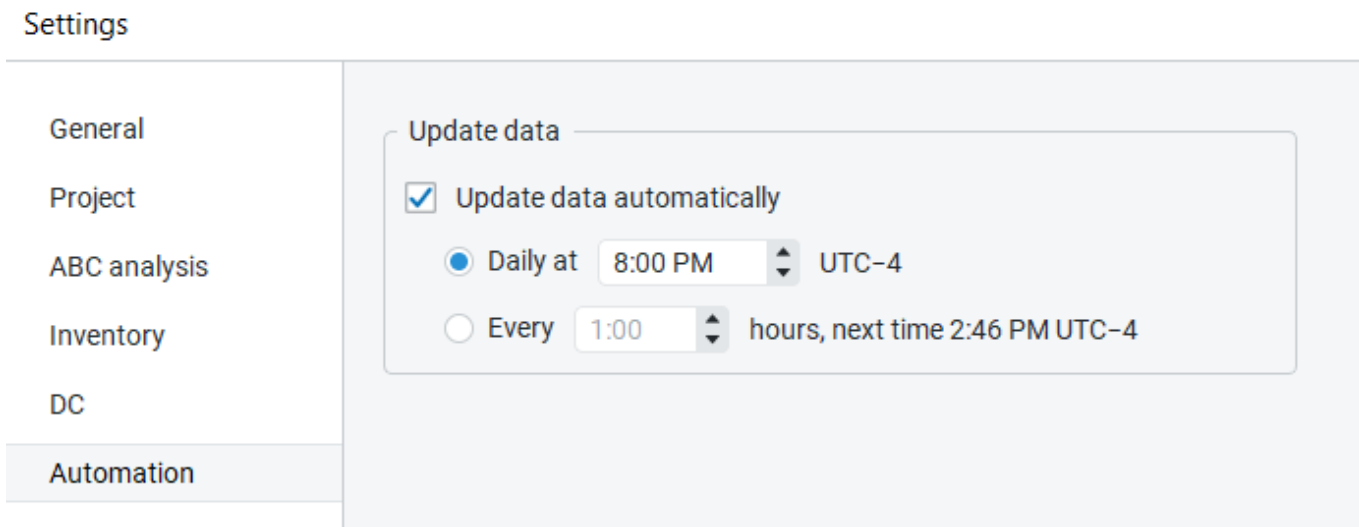 Settings
General
Project
ABC analysis
Inventory
DC
Automation
Update data
Update data automatically
Daily at 8:00 PM UTC−4
Every 1:00 hours, next time 2:46 PM UTC−4